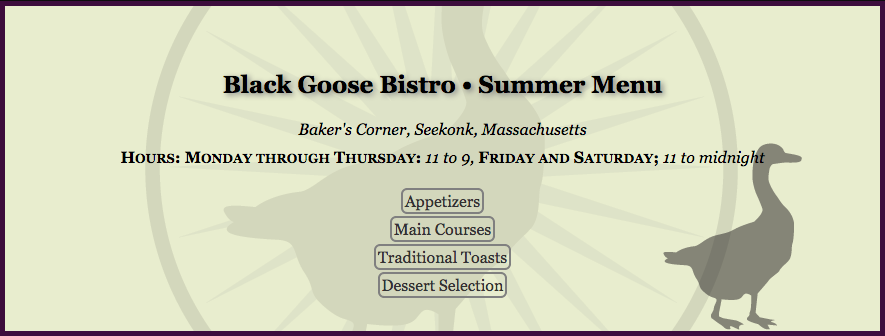 Black Goose Bistro • Summer Menu
Baker's Corner, Seekonk, Massachusetts
Hours: Monday through Thursday: 11 to 9, Friday and Saturday; 11 to midnight
Appetizers
Main Courses
Traditional Toasts
Dessert Selection